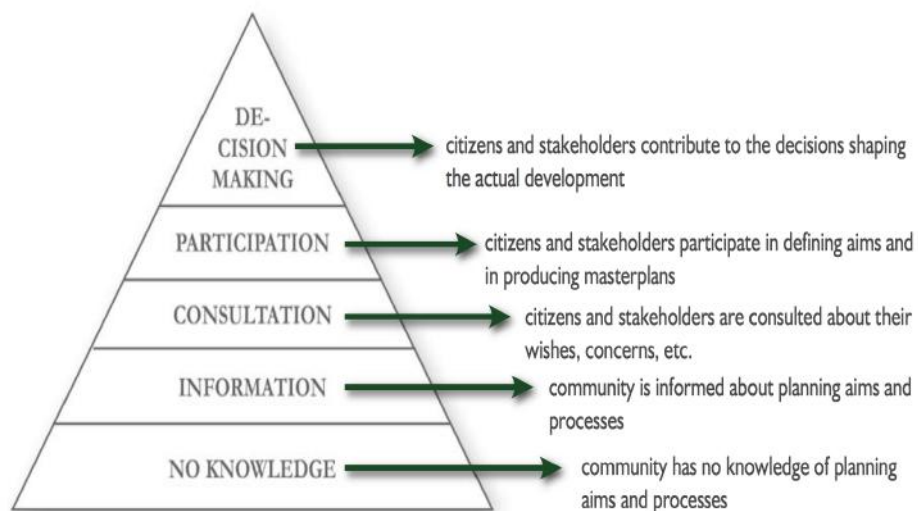 DE-
CISION
MAKING
citizens and stakeholders contribute to the decisions shaping
the actual development
PARTICIPATION
citizens and stakeholders participate in defining aims and
in producing masterplans
CONSULTATION
citizens and stakeholders are consulted about their
wishes, concerns, etc.
INFORMATION
community is informed about planning aims and
processes
NO KNOWLEDGE
community has no knowledge of planning
aims and processes